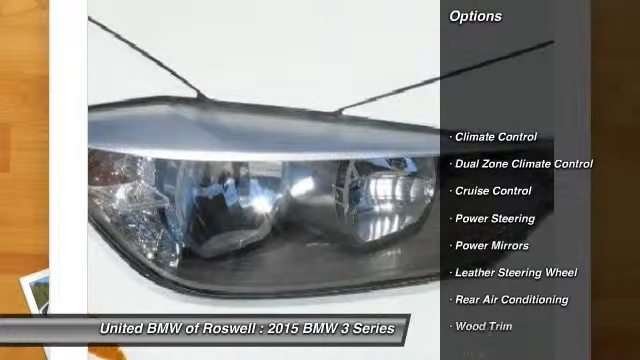 Options
· Climate Control
· Dual Zone Climate Control
· Cruise Control
· Power Steering
· Power Mirrors
· Leather Steering Wheel
· Rear Air Conditioning
· Wood Trim
United BMW of Roswell : 2015 BMW 3 Series